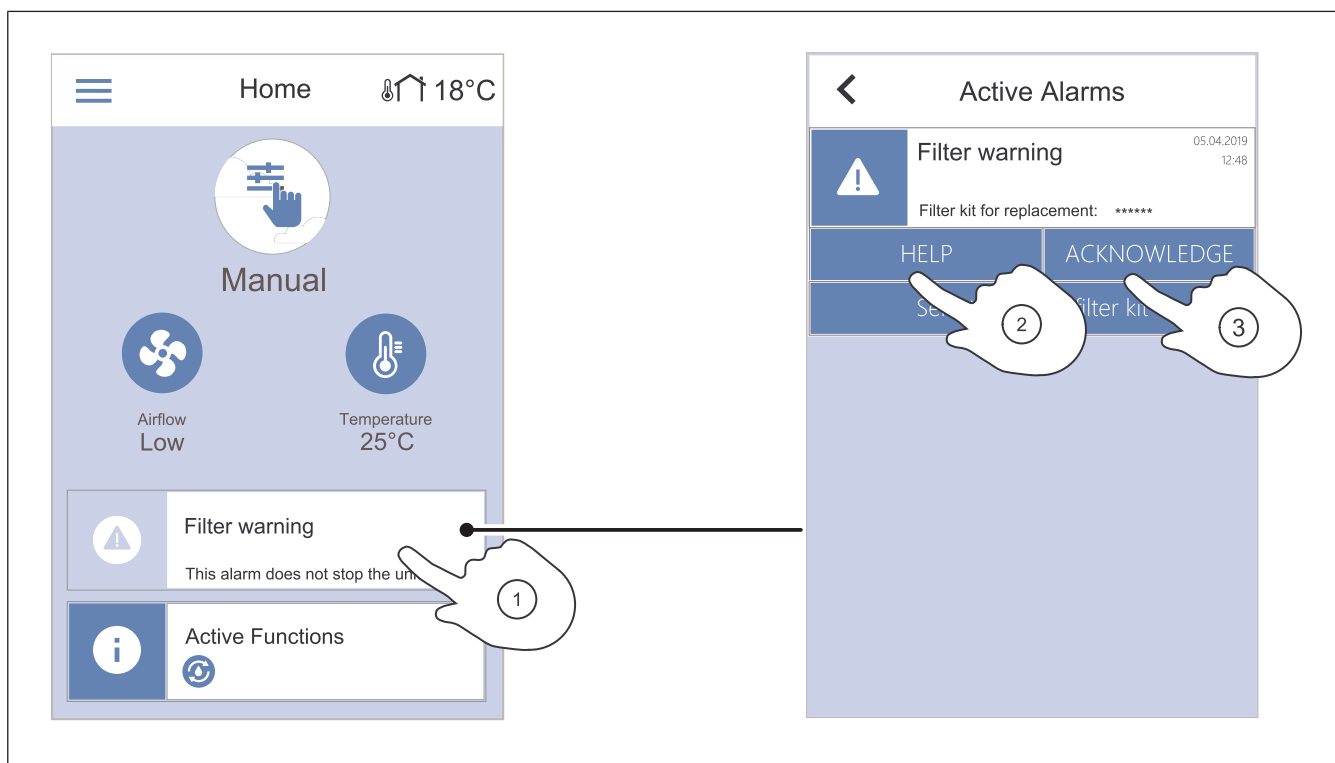 Home
18°C
Manual
Airflow
Low
Temperature
25°C
Filter warning
This alarm does not stop the
1
Active Functions
Active Alarms
Filter warning
05.04.2019
12:48
Filter kit for replacement: ******
HELP
ACKNOWLEDGE
filter kit
2
3